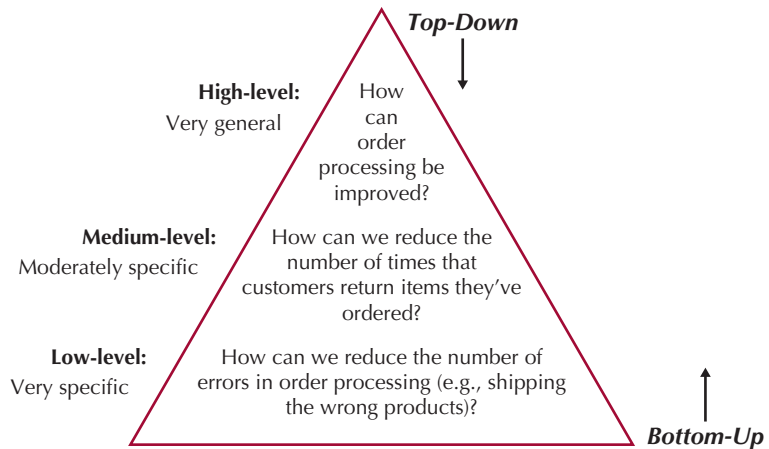 Top-Down
High-level:
Very general
How
can
order
processing be
improved?
Medium-level:
Moderately specific
How can we reduce the
number of times that
customers return items they’ve
ordered?
Low-level:
Very specific
How can we reduce the number of
errors in order processing (e.g., shipping
the wrong products)?
Bottom-Up